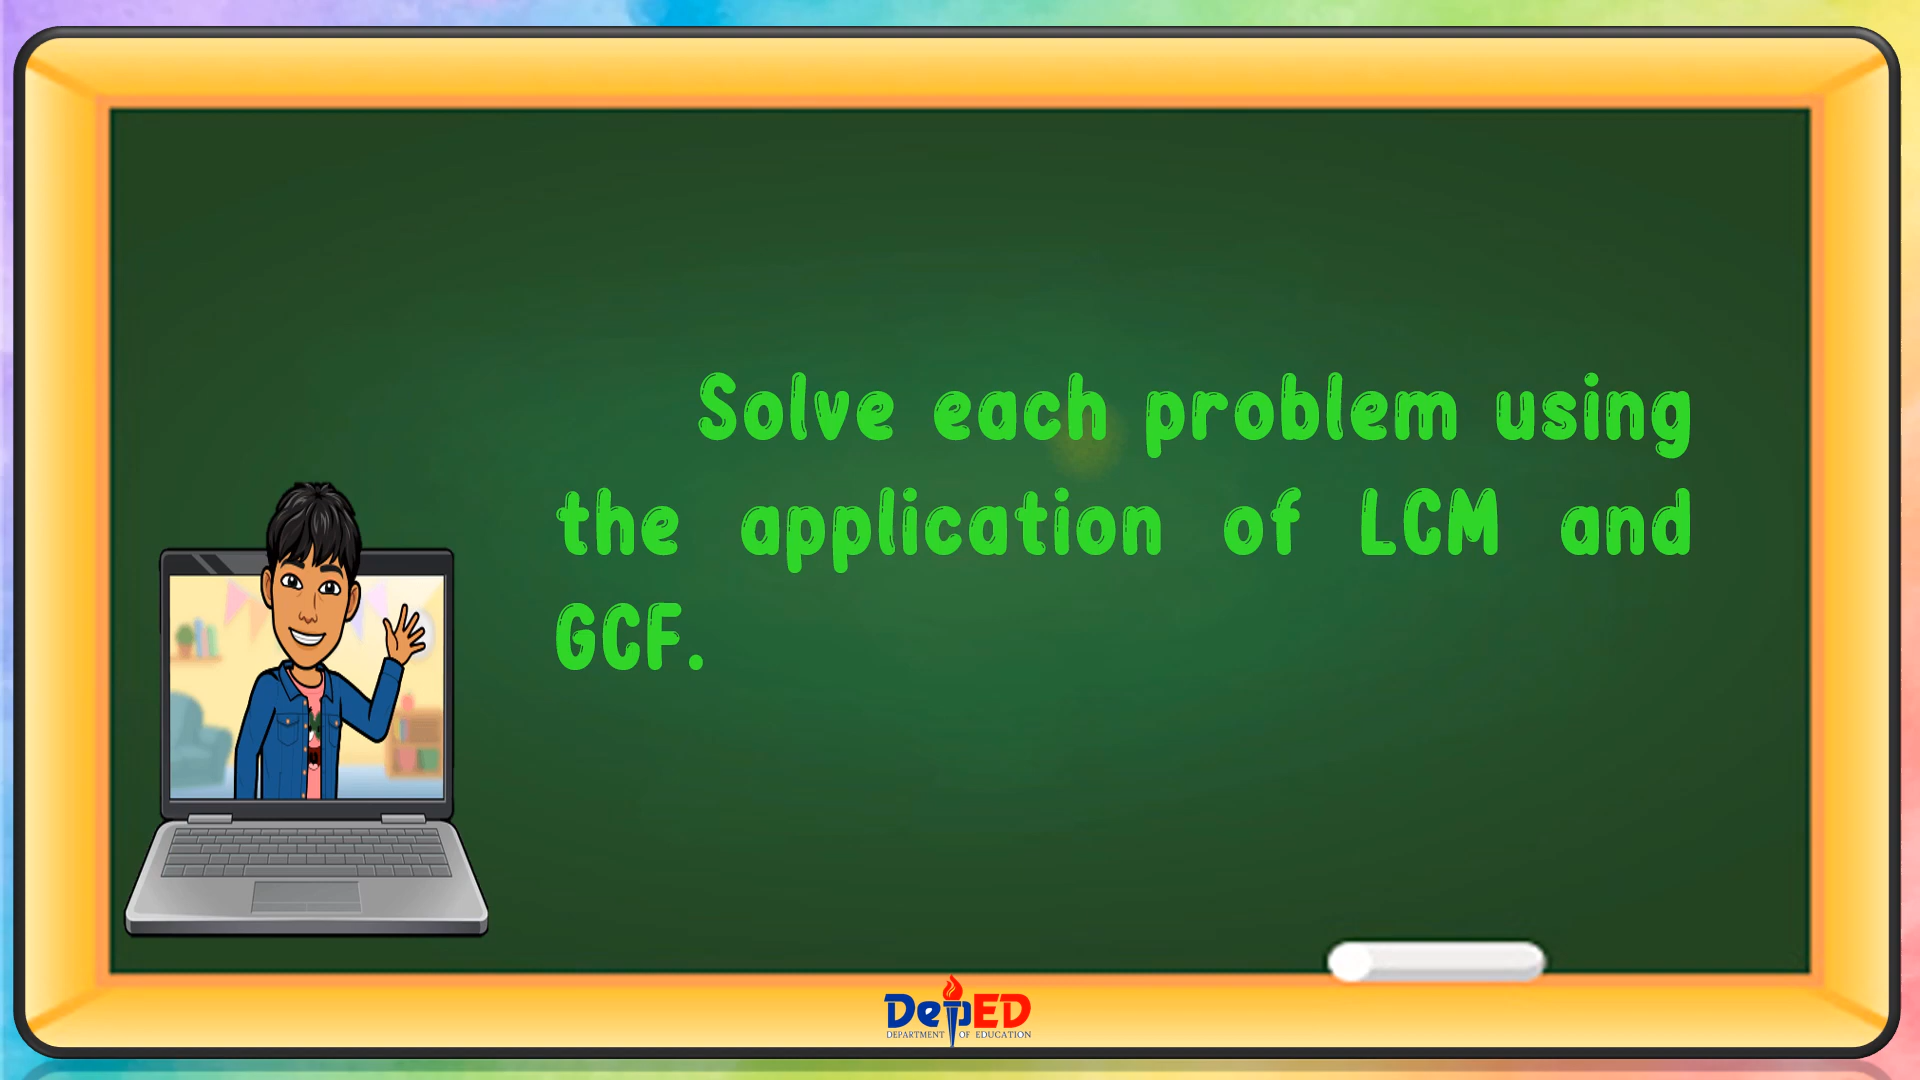 Solve each problem using
the application of LCM and
GCF.
DepED
DEPARTMENT OF EDUCATION